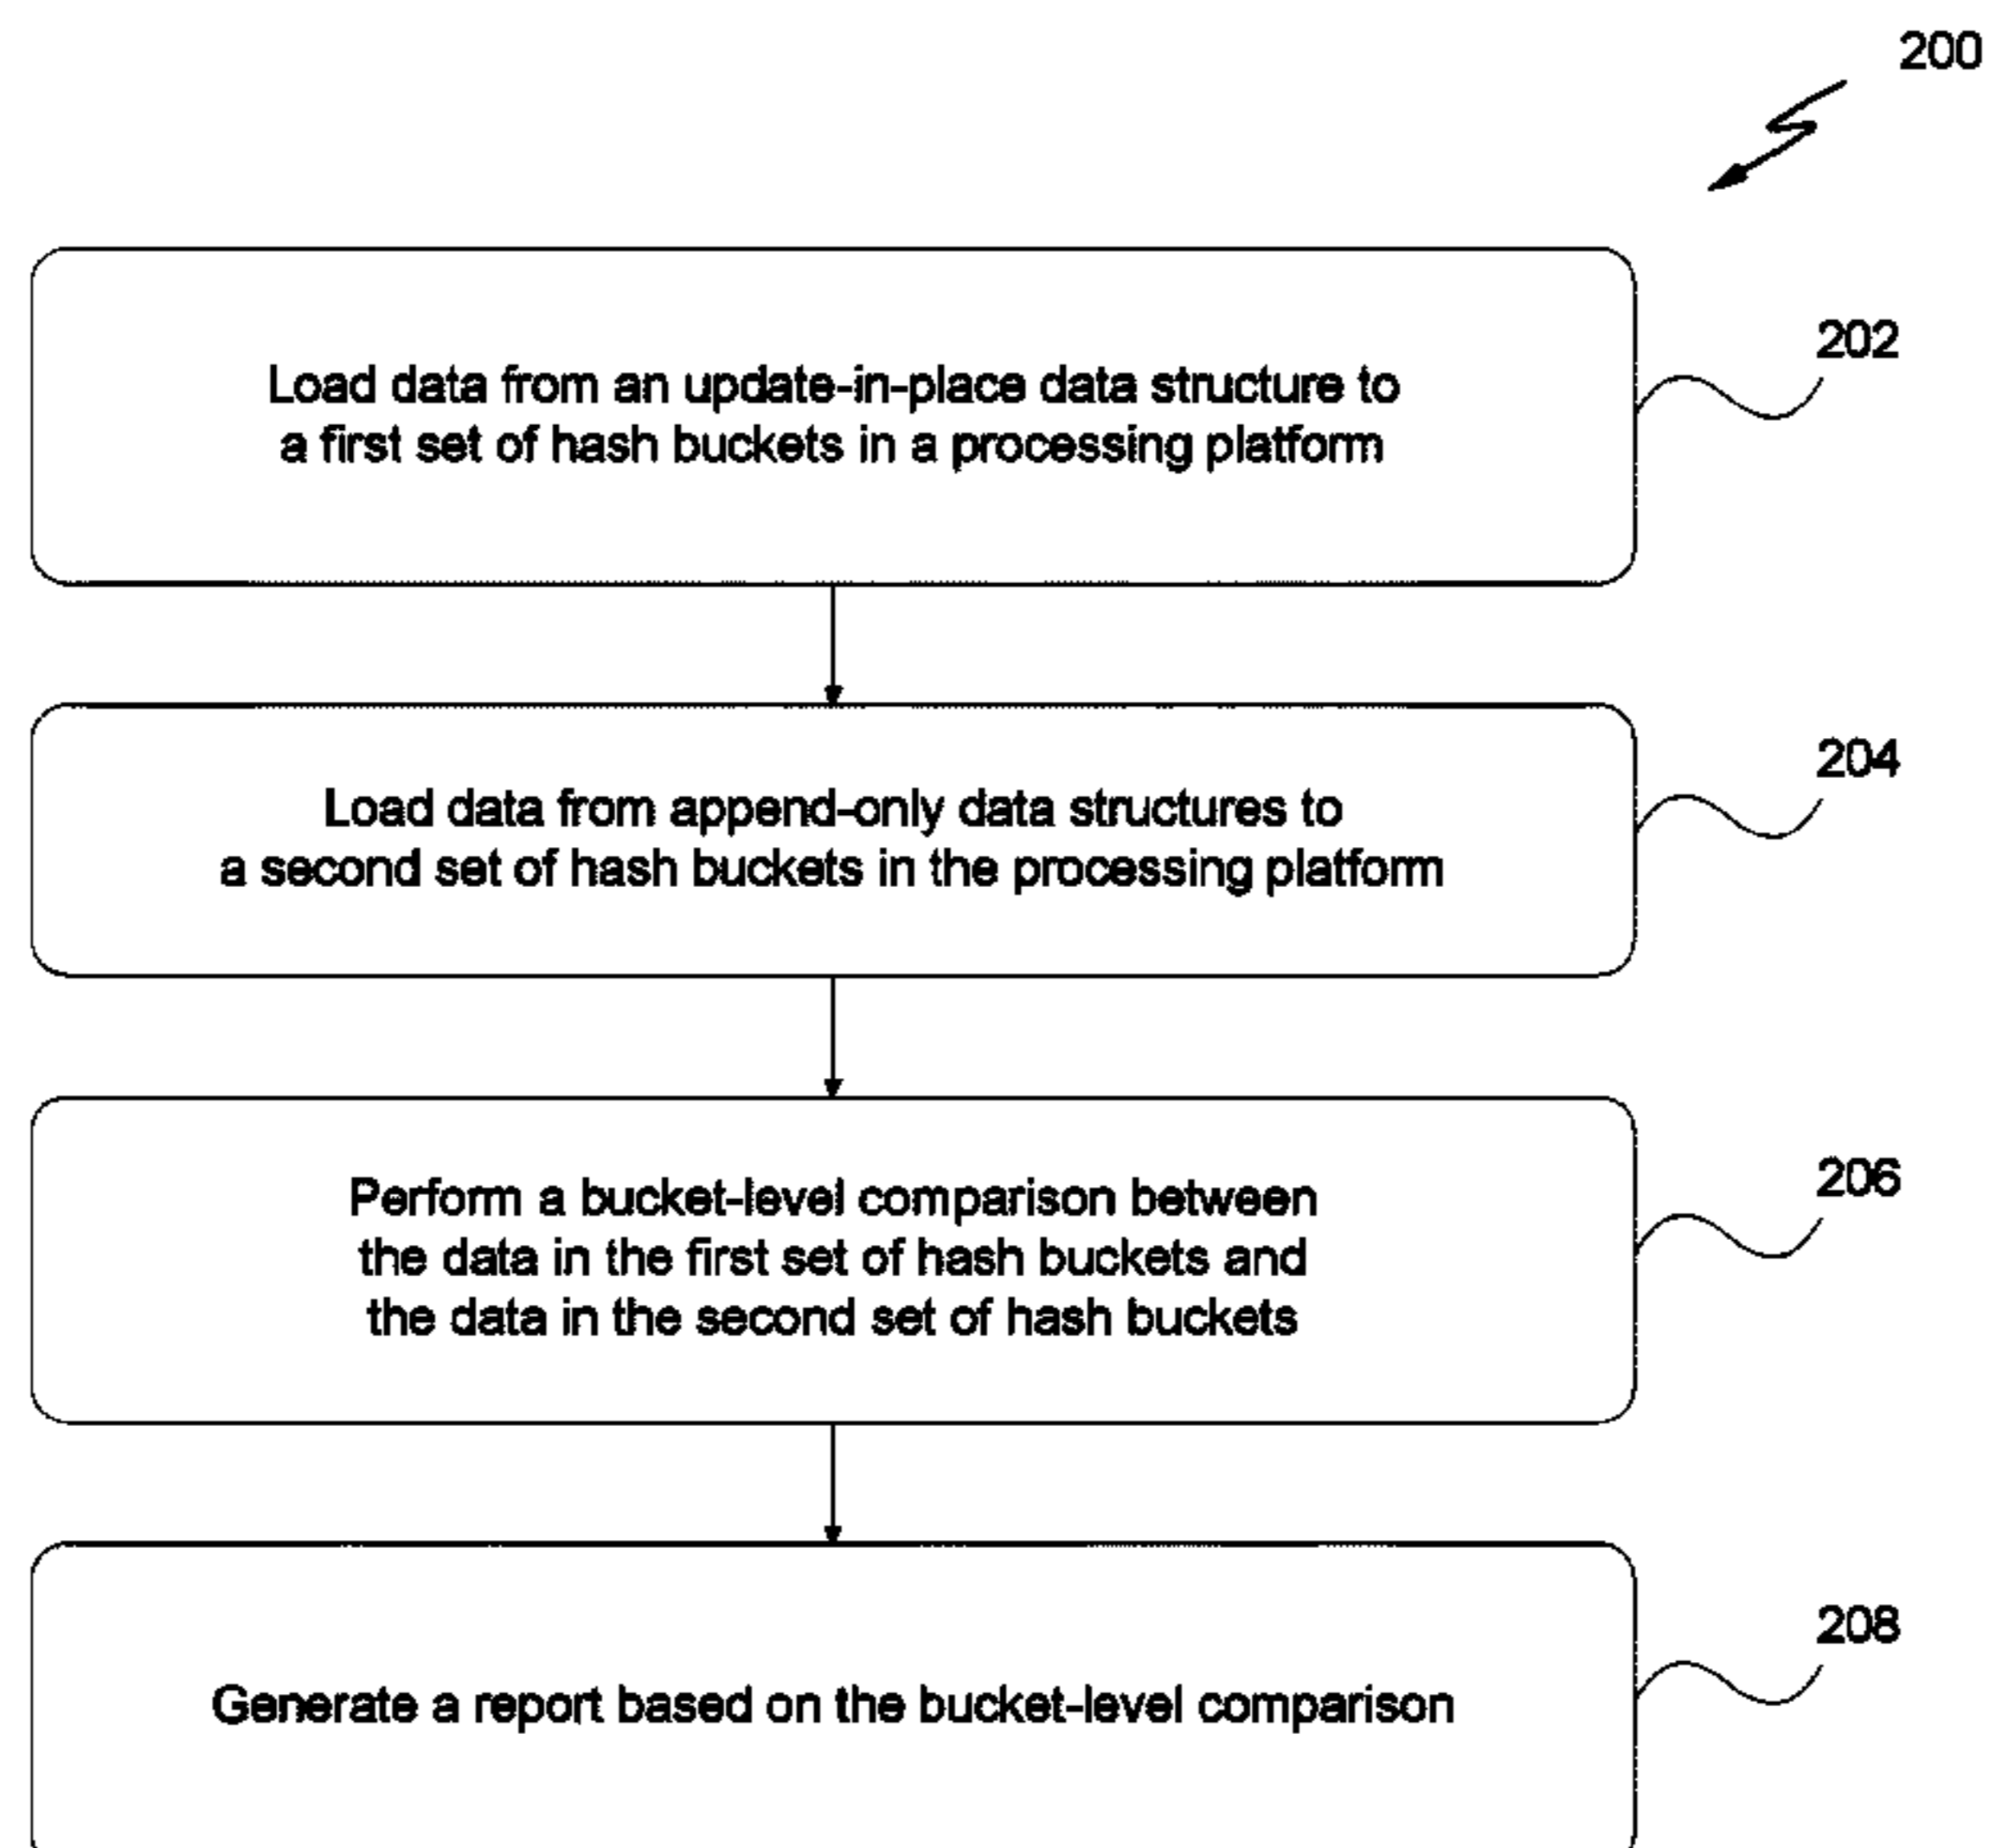 200
Load data from an update-in-place data structure to
a first set of hash buckets in a processing platform
202
Load data from append-only data structures to
a second set of hash buckets in the processing platform
204
Perform a bucket-level comparison between
the data in the first set of hash buckets and
the data in the second set of hash buckets
206
Generate a report based on the bucket-level comparison
208